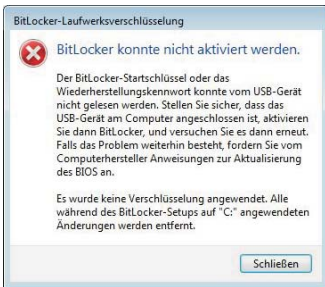 BitLocker-Laufwerksverschlüsselung
BitLocker konnte nicht aktiviert werden.
Der BitLocker-Startschlüssel oder das
Wiederherstellungskennwort konnte vom USB-Gerät
nicht gelesen werden. Stellen Sie sicher, dass das
USB-Gerät am Computer angeschlossen ist, aktivieren
Sie dann BitLocker, und versuchen Sie es dann erneut.
Falls das Problem weiterhin besteht, fordern Sie vom
Computerhersteller Anweisungen zur Aktualisierung
des BIOS an.
Es wurde keine Verschlüsselung angewendet. Alle
während des BitLocker-Setups auf "C:" angewendeten
Änderungen werden entfernt.
Schließen